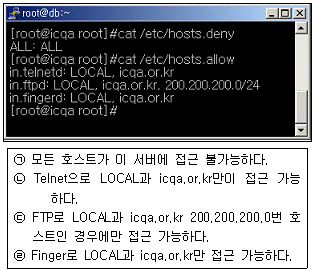 root@db:~
[root@icqa root]#cat /etc/hosts.deny
ALL: ALL
[root@icqa root]#cat /etc/hosts.allow
in.telnetd: LOCAL, icqa.or.kr
in.ftpd: LOCAL, icqa.or.kr, 200.200.200.0/24
in.fingerd: LOCAL, icqa.or.kr
[root@icqa root]#
㉠ 모든 호스트가 이 서버에 접근 불가능하다.
㉡ Telnet으로 LOCAL과 icqa.or.kr만이 접근 가능
하다.
㉢ FTP로 LOCAL과 icqa.or.kr 200.200.200.0번 호
스트인 경우에만 접근 가능하다.
㉣ Finger로 LOCAL과 icqa.or.kr만 접근 가능하다.